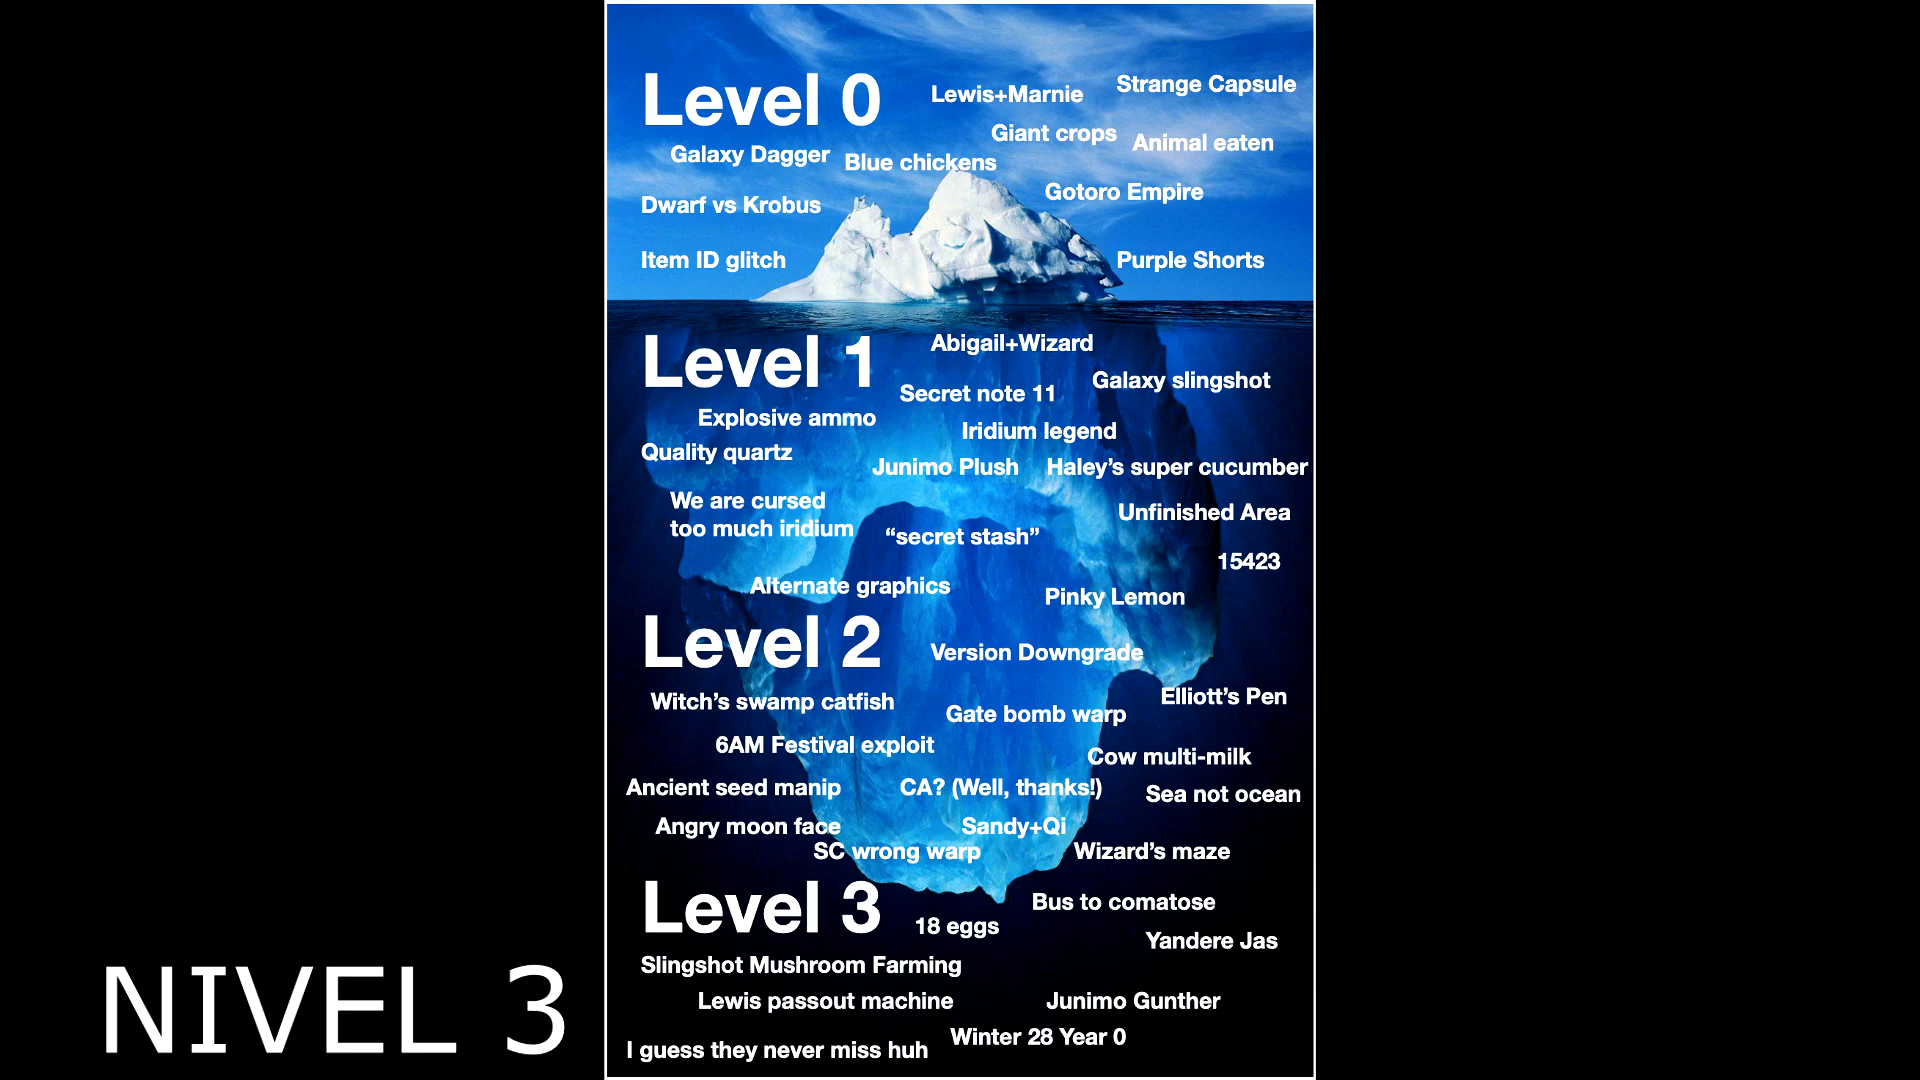 Level 0
Lewis+Marnie
Strange Capsule
Giant crops
Animal eaten
Galaxy Dagger
Blue chickens
Gotoro Empire
Dwarf vs Krobus
Item ID glitch
Purple Shorts
Level 1
Abigail+Wizard
Galaxy slingshot
Secret note 11
Explosive ammo
Iridium legend
Quality quartz
Junimo Plush
Haley’s super cucumber
We are cursed
too much iridium
Unfinished Area
“secret stash”
15423
Alternate graphics
Pinky Lemon
Level 2
Version Downgrade
Witch’s swamp catfish
Elliott’s Pen
Gate bomb warp
6AM Festival exploit
Cow multi-milk
Ancient seed manip
CA? (Well, thanks!)
Sea not ocean
Angry moon face
Sandy+Qi
SC wrong warp
Wizard’s maze
Level 3
18 eggs
Bus to comatose
Yandere Jas
Slingshot Mushroom Farming
Lewis passout machine
Junimo Gunther
Winter 28 Year 0
I guess they never miss huh
NIVEL 3